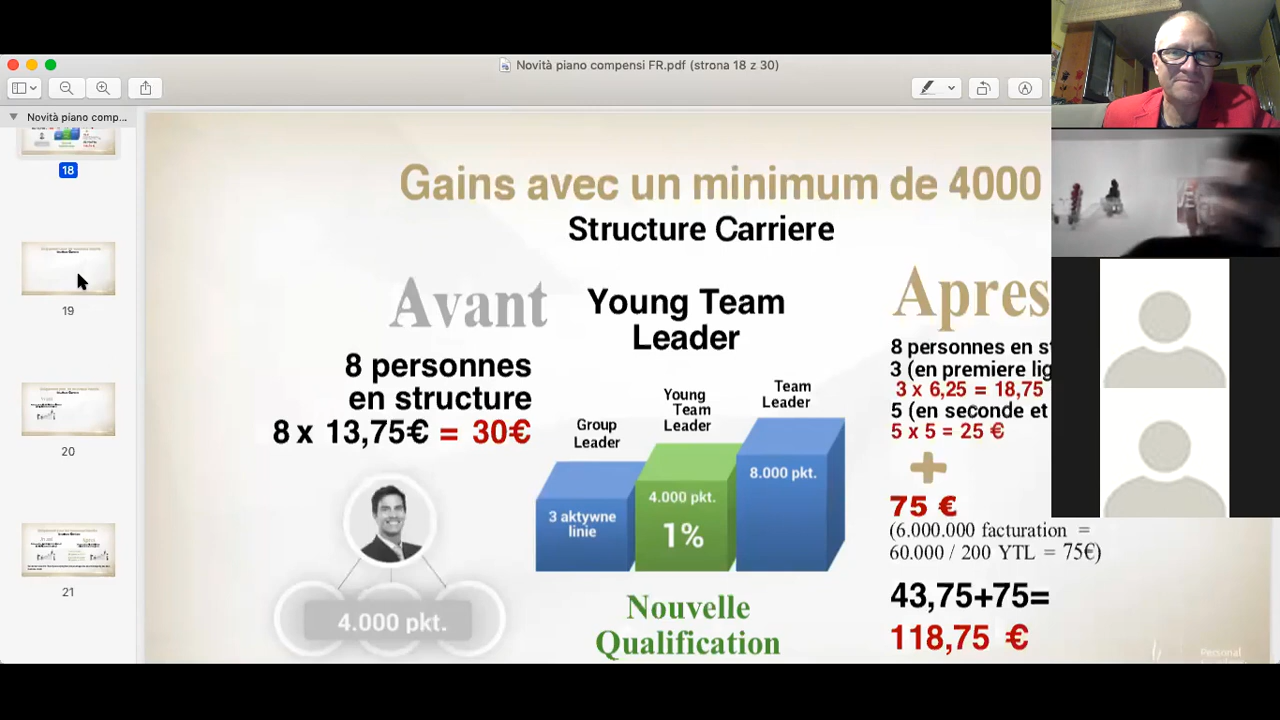 Novità piano compensi FR.pdf (strona 18 z 30)
Novità piano comp...
18
19
20
21
Gains avec un minimum de 4000
Structure Carriere
Avant
8 personnes
en structure
8 x 13,75€ = 30€
4.000 pkt.
Young Team
Leader
Group
Leader
Young
Team
Leader
Team
Leader
3 aktywne
linie
4.000 pkt.
1%
8.000 pkt.
Nouvelle
Qualification
Apres
8 personnes en s
3 (en premiere lig
3 x 6,25 = 18,75
5 (en seconde et
5 x 5 = 25 €
+
75 €
(6.000.000 facturation =
60.000 / 200 YTL = 75€)
43,75+75=
118,75 €
Personal